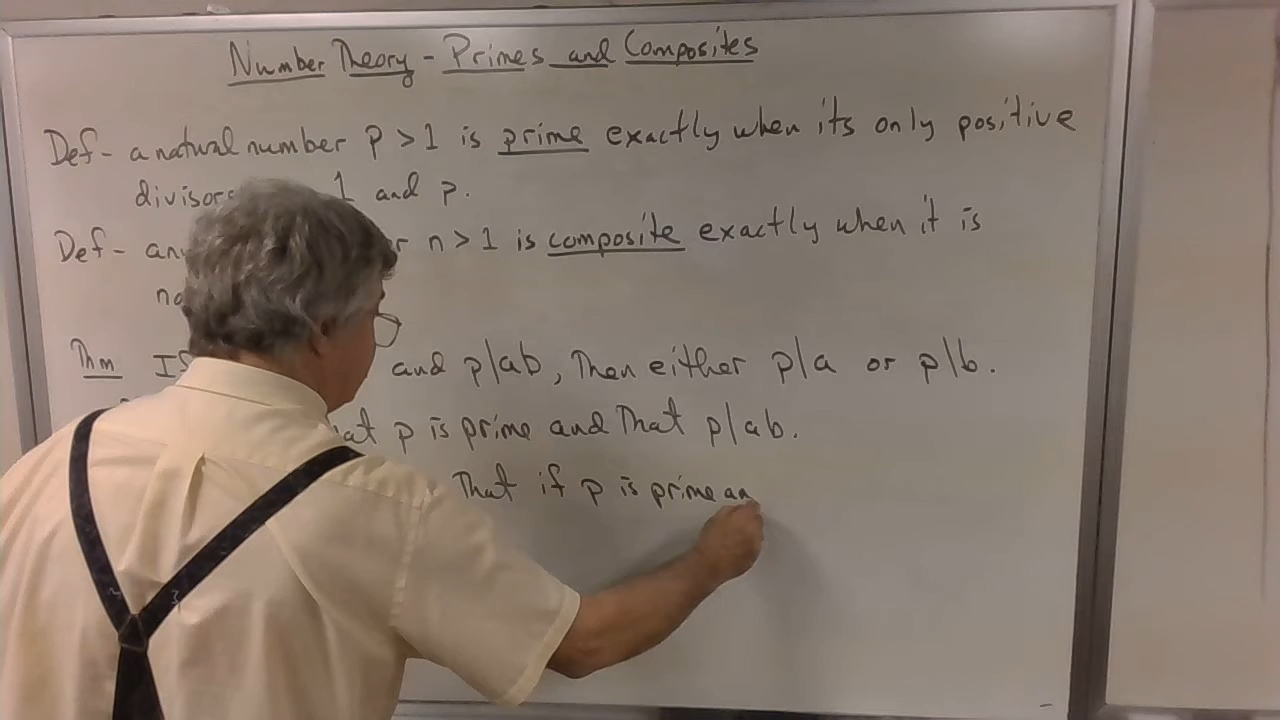 Number Theory - Primes and Composites
Def - a natural number p > 1 is prime exactly when its only positive
divisors 1 and p.
Def - n > 1 is composite exactly when it is
Thm If and p|ab, Then either p|a or p|b.
p is prime and That p|ab.
That if p is prime an